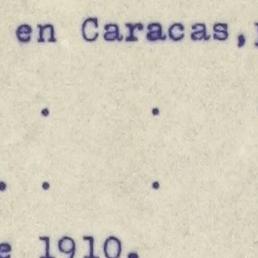 en Caracas,
. .
. . .
e 1910.